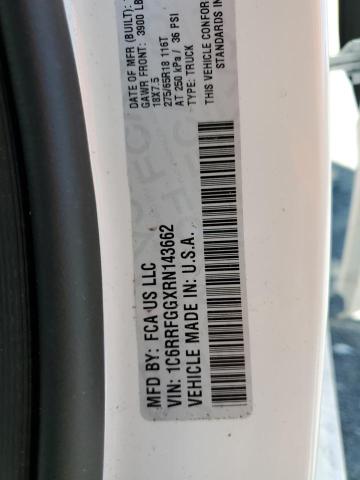 DATE OF MFR (BUILT):
GAWR FRONT: 3900 LB
18X7.5
275/65R18 116T
AT 250 kPa / 36 PSI
TYPE: TRUCK
THIS VEHICLE CONFOR
STANDARDS IN
MFD BY: FCA US LLC
VIN: 1C6RRFGGXRN143662
VEHICLE MADE IN: U.S.A.